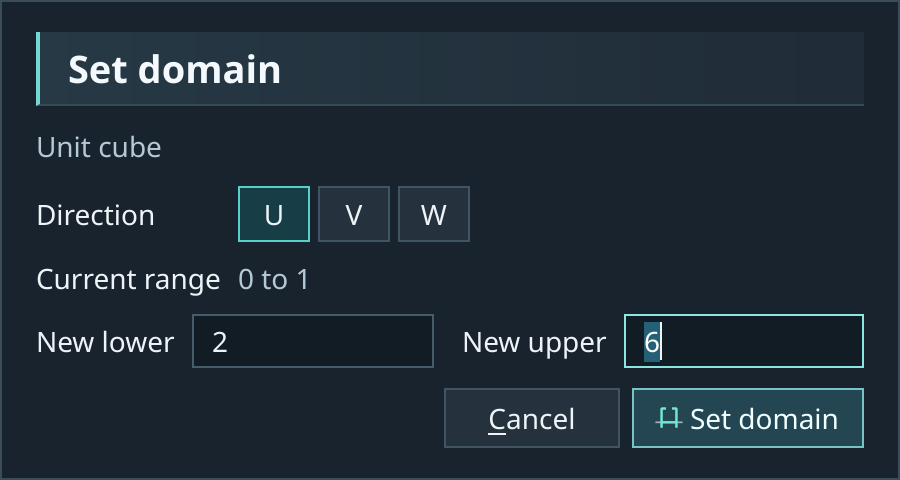 Set domain
Unit cube
Direction U V W
Current range 0 to 1
New lower 2 New upper 6
Cancel Set domain